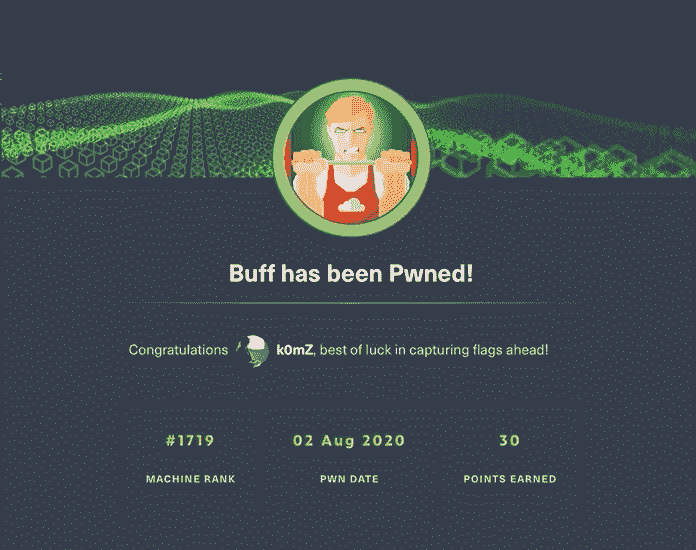 Buff has been Pwned!
Congratulations k0mZ, best of luck in capturing flags ahead!
#1719 02 Aug 2020 30
MACHINE RANK PWN DATE POINTS EARNED